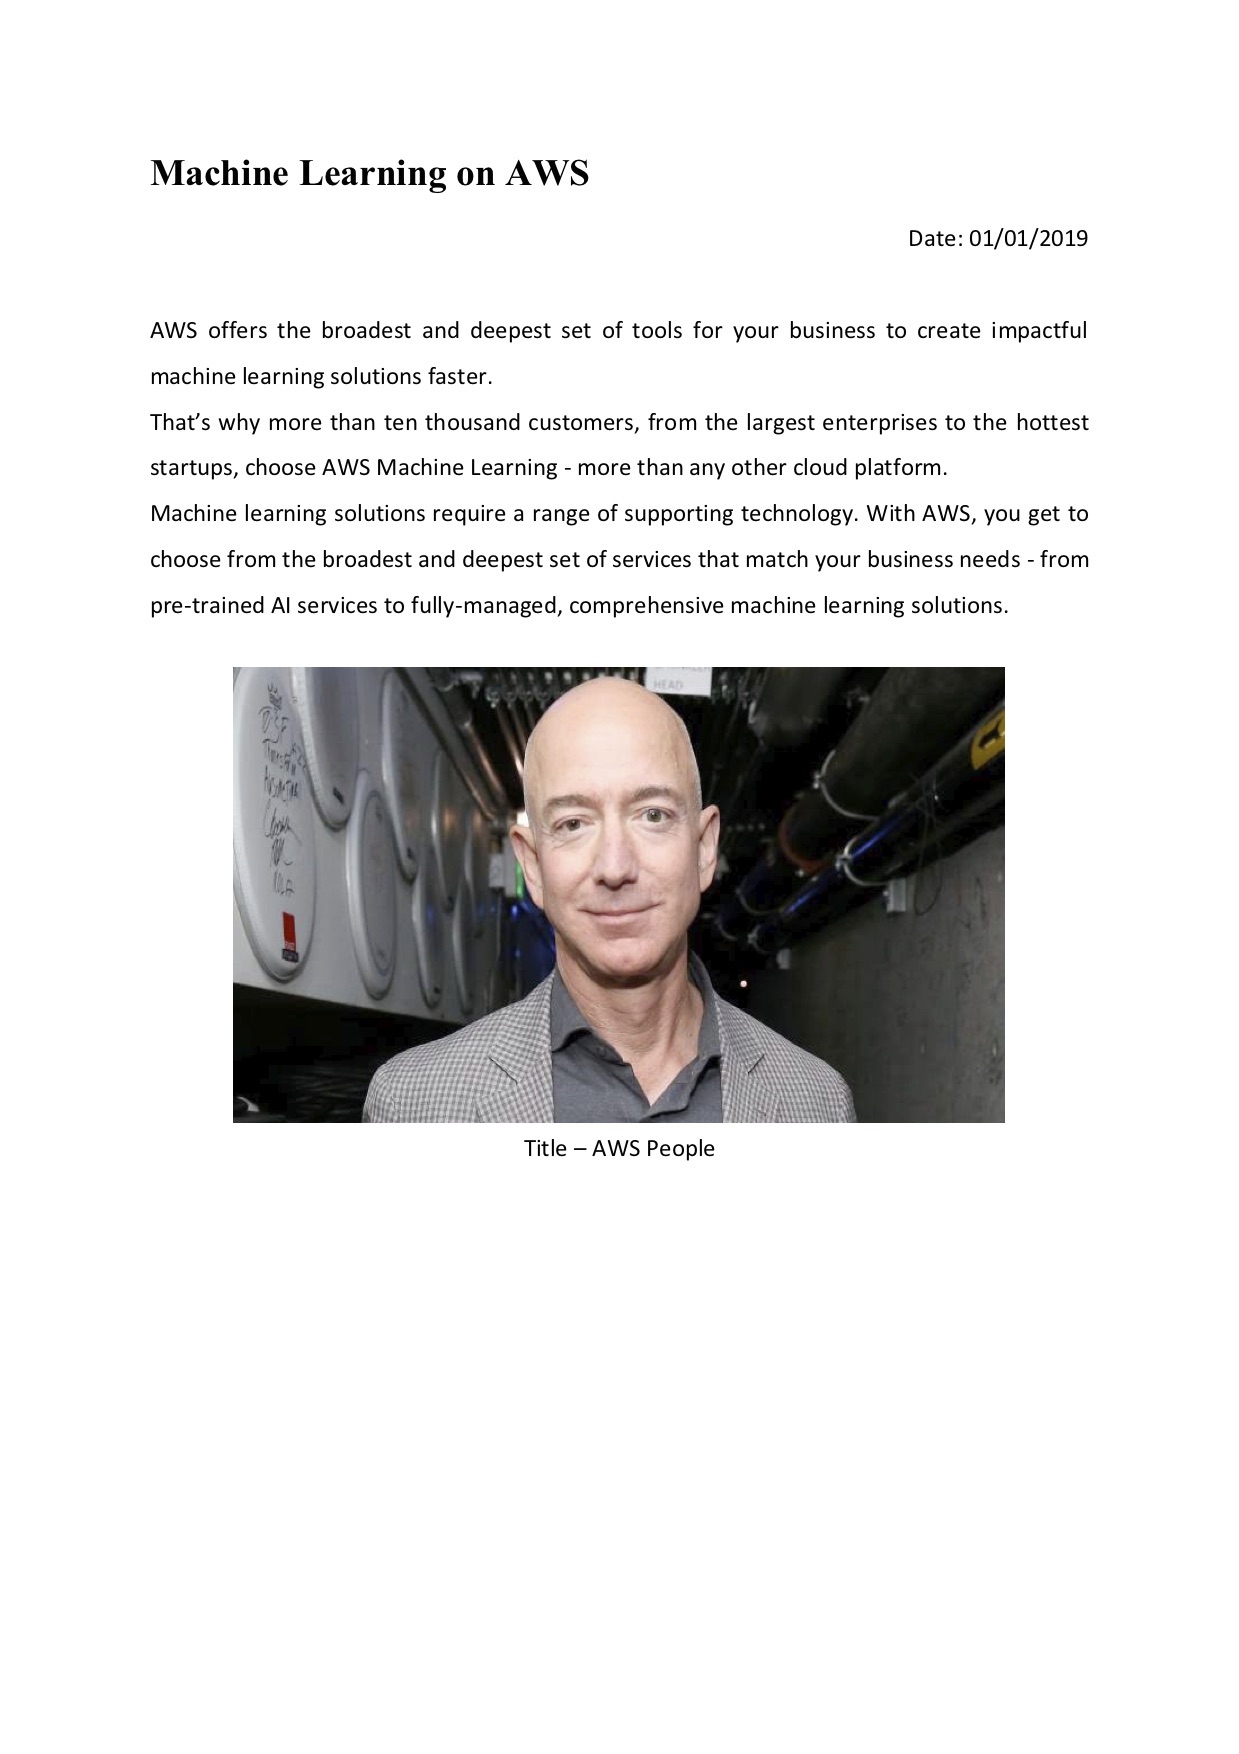 Machine Learning on AWS
Date: 01/01/2019
AWS offers the broadest and deepest set of tools for your business to create impactful
machine learning solutions faster.
That’s why more than ten thousand customers, from the largest enterprises to the hottest
startups, choose AWS Machine Learning - more than any other cloud platform.
Machine learning solutions require a range of supporting technology. With AWS, you get to
choose from the broadest and deepest set of services that match your business needs - from
pre-trained AI services to fully-managed, comprehensive machine learning solutions.
HEAD
Title – AWS People